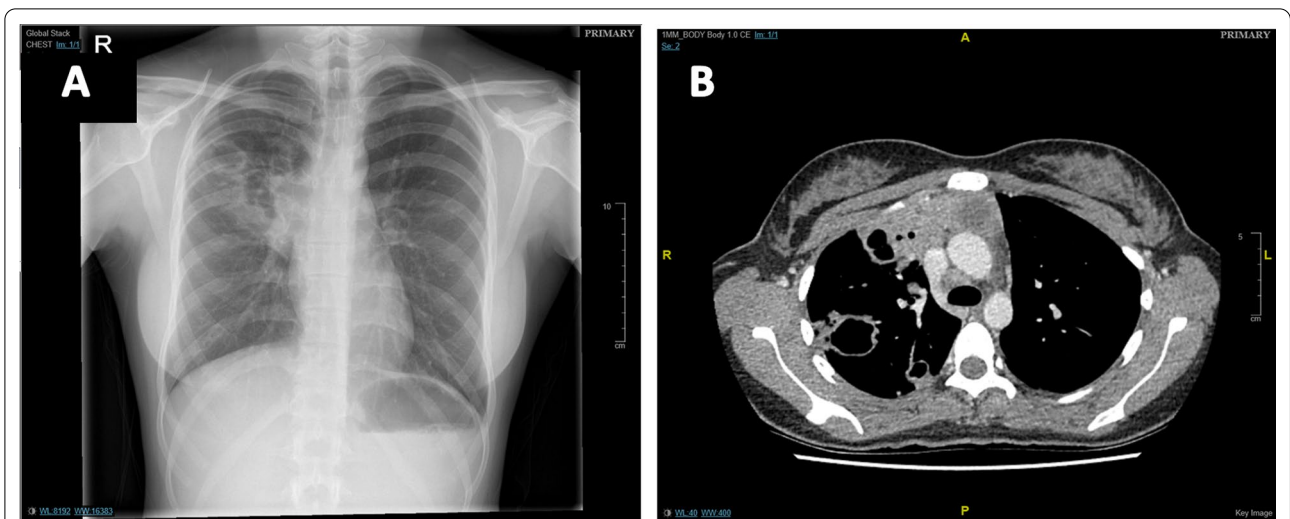 Global Stack
CHEST Im: 1/1
R
PRIMARY
A
10
cm
WL:8192 WW:16383
1MM_BODY Body 1.0 CE Im: 1/1
Se: 2
A
PRIMARY
B
R
5
L
cm
WL:40 WW:400
P
Key Image